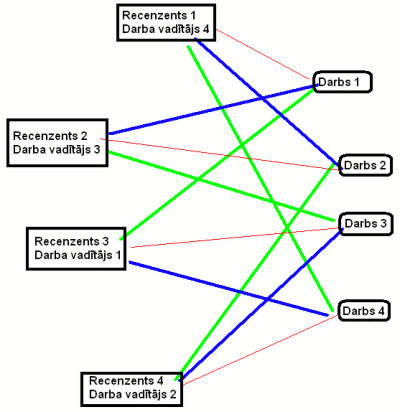 Recenzents 1
Darba vadītājs 4
Darbs 1
Recenzents 2
Darba vadītājs 3
Darbs 2
Darbs 3
Recenzents 3
Darba vadītājs 1
Darbs 4
Recenzents 4
Darba vadītājs 2